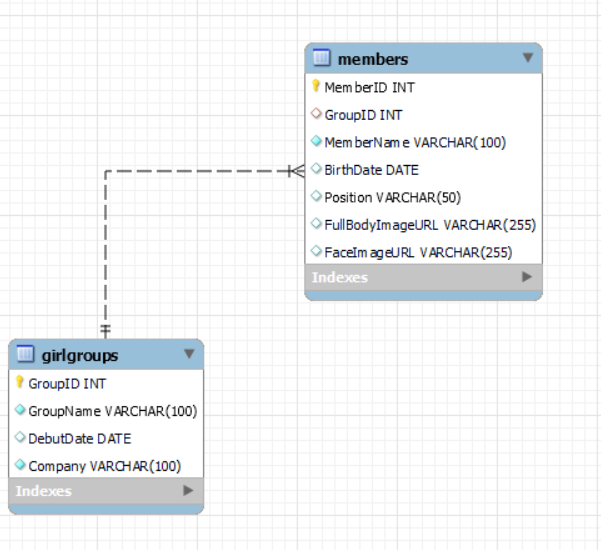 members
MemberID INT
GroupID INT
MemberName VARCHAR(100)
BirthDate DATE
Position VARCHAR(50)
FullBodyImageURL VARCHAR(255)
FaceImageURL VARCHAR(255)
Indexes
girlgroups
GroupID INT
GroupName VARCHAR(100)
DebutDate DATE
Company VARCHAR(100)
Indexes